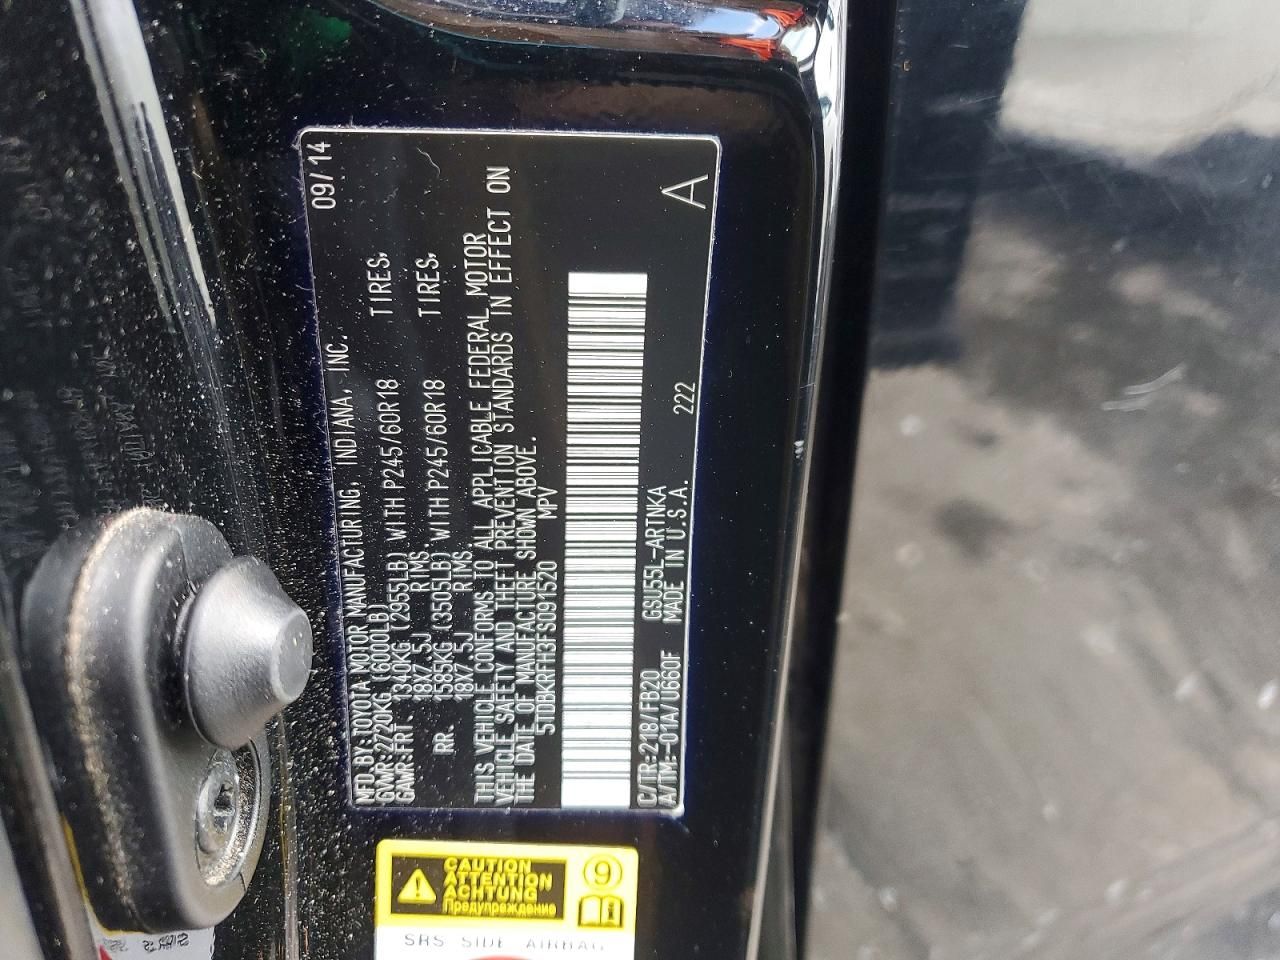 09/14
MFD.BY:TOYOTA MOTOR MANUFACTURING, INDIANA, INC.
GVWR:2720KG (6000LB)
GAWR:FRT. 1340KG (2955LB) WITH P245/60R18 TIRES,
18X7.5J RIMS.
RR. 1585KG (3505LB) WITH P245/60R18 TIRES,
18X7.5J RIMS.
THIS VEHICLE CONFORMS TO ALL APPLICABLE FEDERAL MOTOR
VEHICLE SAFETY AND THEFT PREVENTION STANDARDS IN EFFECT ON
THE DATE OF MANUFACTURE SHOWN ABOVE.
5TDBKRFH3FS091520 MPV
C/TR:218/FB20 GSU55L-ARTNKA
A/TM:-01A/U660F MADE IN U.S.A. 222 A
CAUTION
ATTENTION
ACHTUNG
Предупреждение
9
SRS SIDE AIRBAG